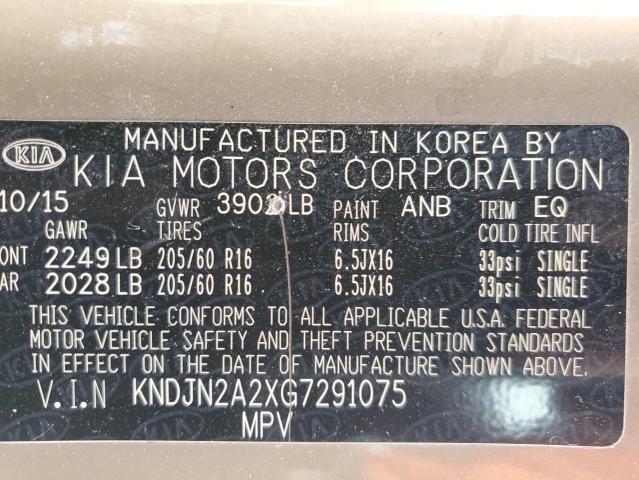 MANUFACTURED IN KOREA BY
KIA KIA MOTORS CORPORATION
10/15 GVWR LB PAINT ANB TRIM EQ
GAWR TIRES RIMS COLD TIRE INFL
ONT 2249 LB 205/60 R16 6.5JX16 33psi SINGLE
AR 2028 LB 205/60 R16 6.5JX16 33psi SINGLE
THIS VEHICLE CONFORMS TO ALL APPLICABLE U.S.A. FEDERAL
MOTOR VEHICLE SAFETY AND THEFT PREVENTION STANDARDS
IN EFFECT ON THE DATE OF MANUFACTURE SHOWN ABOVE.
V.I.N KNDJN2A2XG7291075
MPV